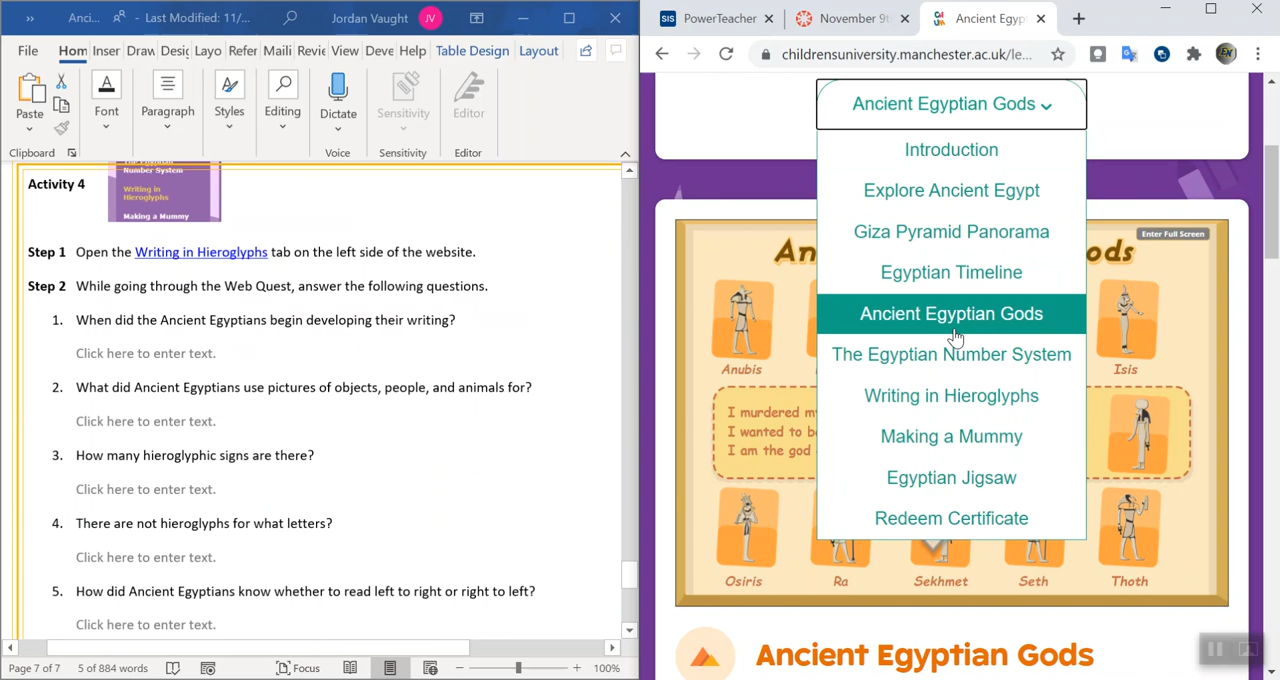 Anci...
Last Modified: 11/...
Jordan Vaught
JV
File
Hom
Inser
Draw
Desig
Layo
Refer
Maili
Revie
View
Deve
Help
Table Design
Layout
Paste
Font
Paragraph
Styles
Editing
Dictate
Sensitivity
Editor
Clipboard
Voice
Sensitivity
Editor
Activity 4
Number System
Writing in
Hieroglyphs
Making a Mummy
Step 1 Open the Writing in Hieroglyphs tab on the left side of the website.
Step 2 While going through the Web Quest, answer the following questions.
1. When did the Ancient Egyptians begin developing their writing?
Click here to enter text.
2. What did Ancient Egyptians use pictures of objects, people, and animals for?
Click here to enter text.
3. How many hieroglyphic signs are there?
Click here to enter text.
4. There are not hieroglyphs for what letters?
Click here to enter text.
5. How did Ancient Egyptians know whether to read left to right or right to left?
Click here to enter text.
Page 7 of 7
5 of 884 words
Focus
100%
SIS
PowerTeacher
November 9t
Ancient Egyp
childrensuniversity.manchester.ac.uk/le...
Ancient Egyptian Gods
Introduction
Explore Ancient Egypt
Giza Pyramid Panorama
Egyptian Timeline
Ancient Egyptian Gods
The Egyptian Number System
Writing in Hieroglyphs
Making a Mummy
Egyptian Jigsaw
Redeem Certificate
An
ods
Enter Full Screen
Anubis
Isis
I murdered my
I wanted to be
I am the god
Osiris
Ra
Sekhmet
Seth
Thoth
Ancient Egyptian Gods